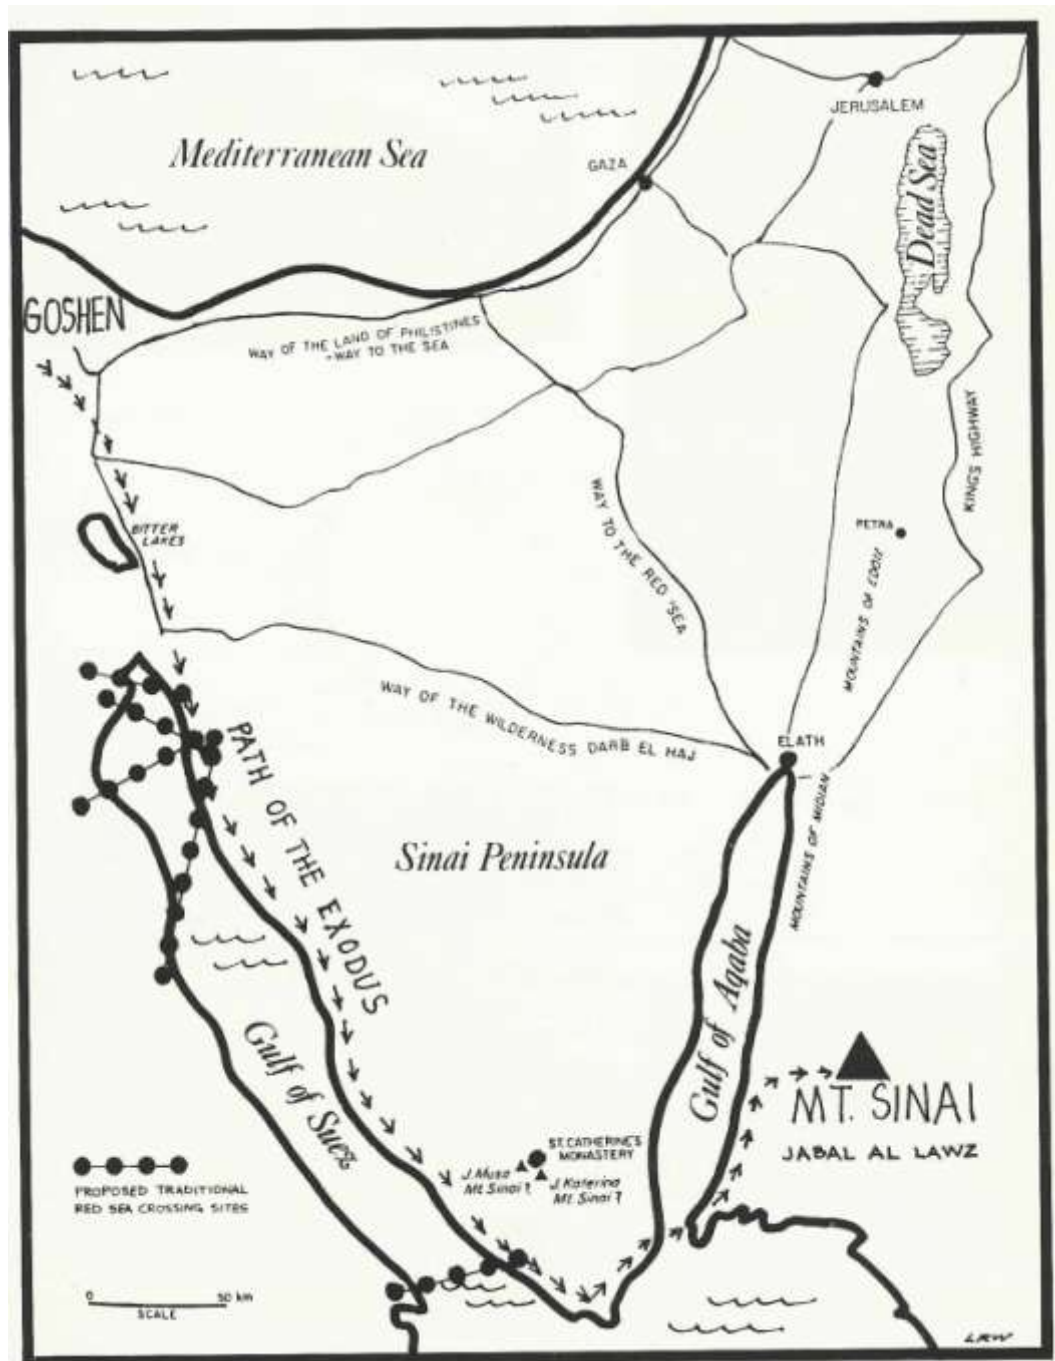 Mediterranean Sea
JERUSALEM
GAZA
Dead Sea
GOSHEN
WAY OF THE LAND OF PHILISTINES
-WAY TO THE SEA
KING'S HIGHWAY
BITTER
LAKES
WAY TO THE RED SEA
PETRA
MOUNTAINS OF EDOM
WAY OF THE WILDERNESS DARB EL HAJ
ELATH
PATH OF THE EXODUS
MOUNTAINS OF MIDIAN
Sinai Peninsula
Gulf of Aqaba
Gulf of Suez
MT. SINAI
JABAL AL LAWZ
ST. CATHERINE'S
MONASTERY
J. Musa
Mt. Sinai?
J. Katerina
Mt. Sinai?
PROPOSED TRADITIONAL
RED SEA CROSSING SITES
0 50 km
SCALE
LRW